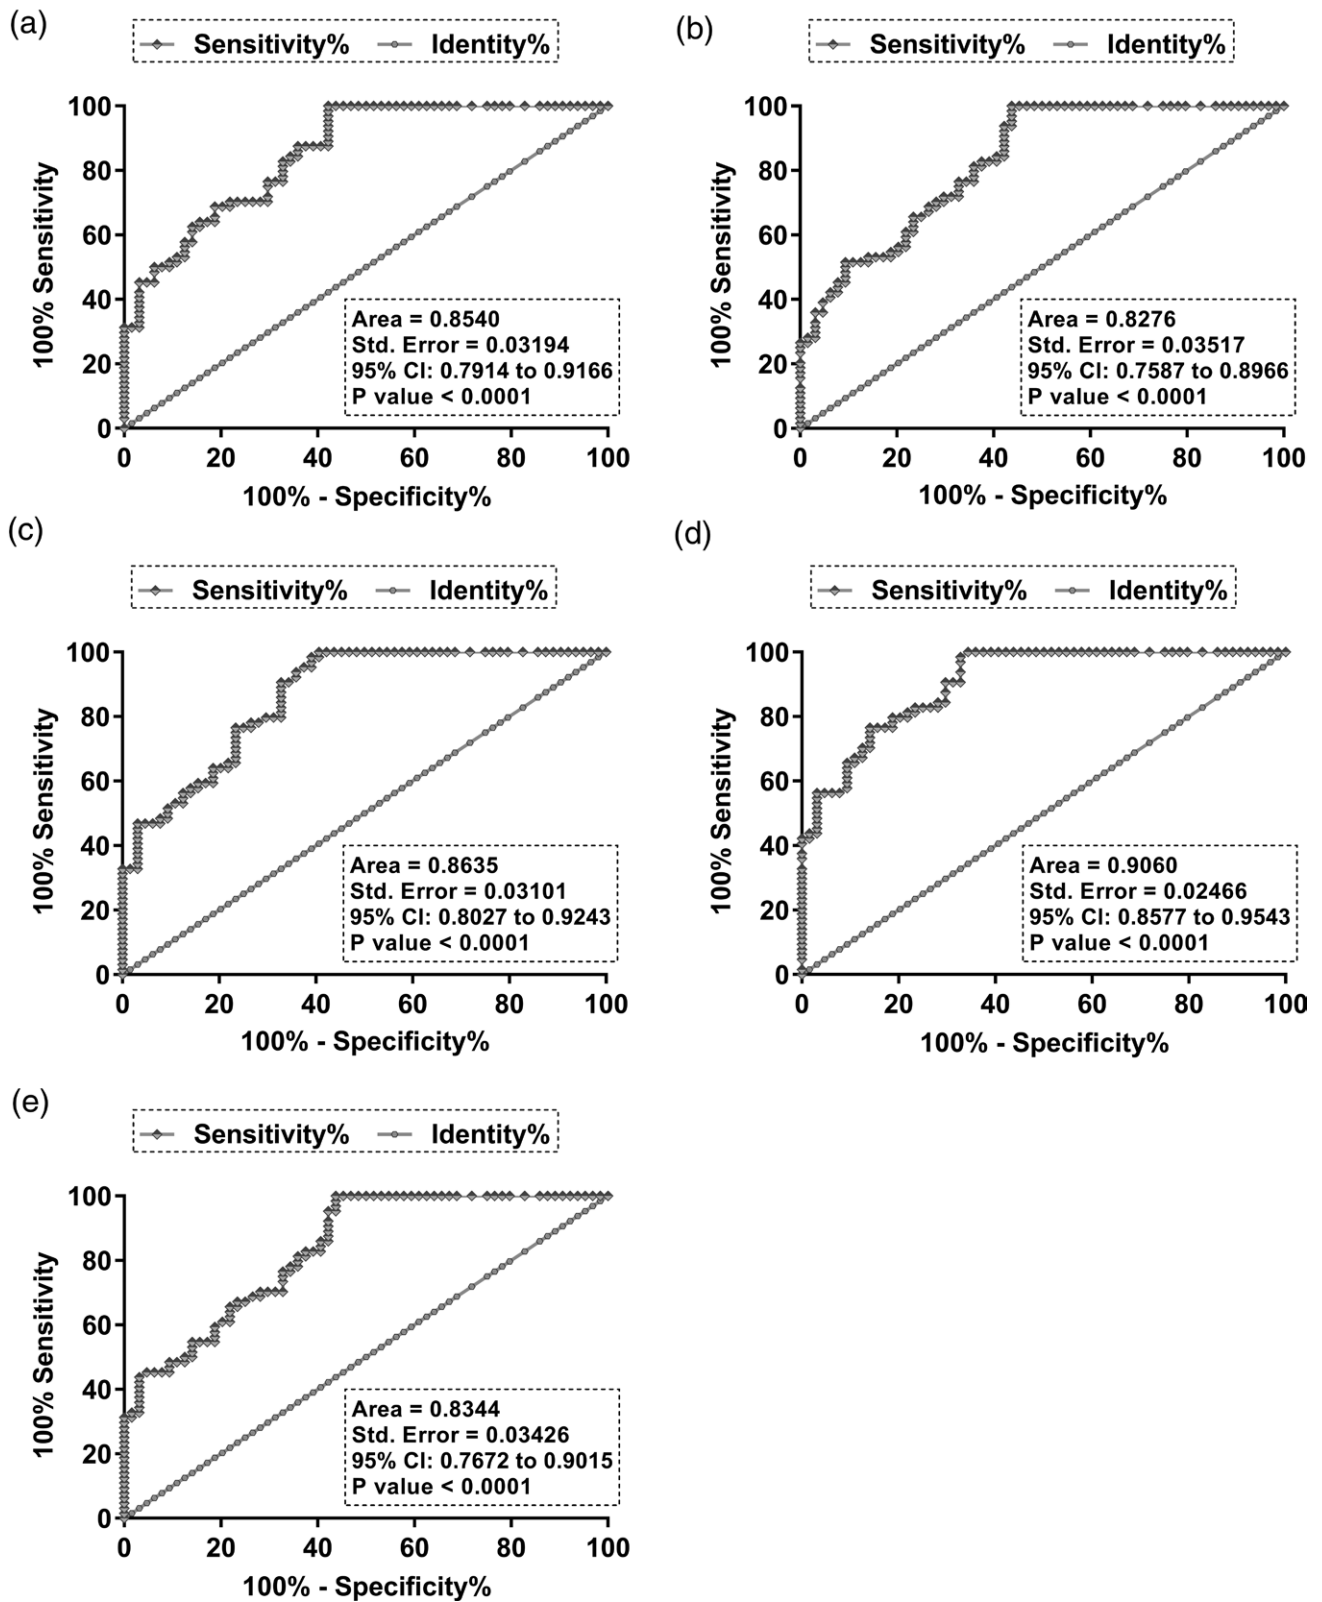 (a)
Sensitivity% Identity%
100% Sensitivity
100
80
60
40
20
0
Area = 0.8540
Std. Error = 0.03194
95% CI: 0.7914 to 0.9166
P value < 0.0001
0 20 40 60 80 100
100% - Specificity%
(b)
Sensitivity% Identity%
100% Sensitivity
100
80
60
40
20
0
Area = 0.8276
Std. Error = 0.03517
95% CI: 0.7587 to 0.8966
P value < 0.0001
0 20 40 60 80 100
100% - Specificity%
(c)
Sensitivity% Identity%
100% Sensitivity
100
80
60
40
20
0
Area = 0.8635
Std. Error = 0.03101
95% CI: 0.8027 to 0.9243
P value < 0.0001
0 20 40 60 80 100
100% - Specificity%
(d)
Sensitivity% Identity%
100% Sensitivity
100
80
60
40
20
0
Area = 0.9060
Std. Error = 0.02466
95% CI: 0.8577 to 0.9543
P value < 0.0001
0 20 40 60 80 100
100% - Specificity%
(e)
Sensitivity% Identity%
100% Sensitivity
100
80
60
40
20
0
Area = 0.8344
Std. Error = 0.03426
95% CI: 0.7672 to 0.9015
P value < 0.0001
0 20 40 60 80 100
100% - Specificity%